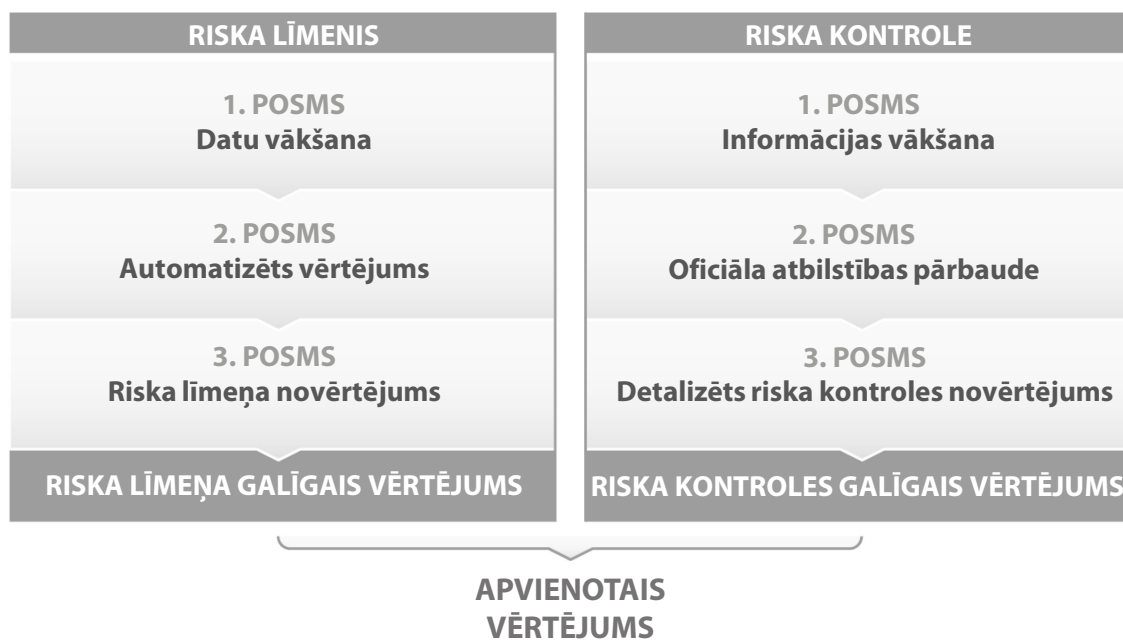 RISKA LĪMENIS
1. POSMS
Datu vākšana
2. POSMS
Automatizēts vērtējums
3. POSMS
Riska līmeņa novērtējums
RISKA LĪMEŅA GALĪGAIS VĒRTĒJUMS
RISKA KONTROLE
1. POSMS
Informācijas vākšana
2. POSMS
Oficiāla atbilstības pārbaude
3. POSMS
Detalizēts riska kontroles novērtējums
RISKA KONTROLES GALĪGAIS VĒRTĒJUMS
APVIENOTAIS
VĒRTĒJUMS